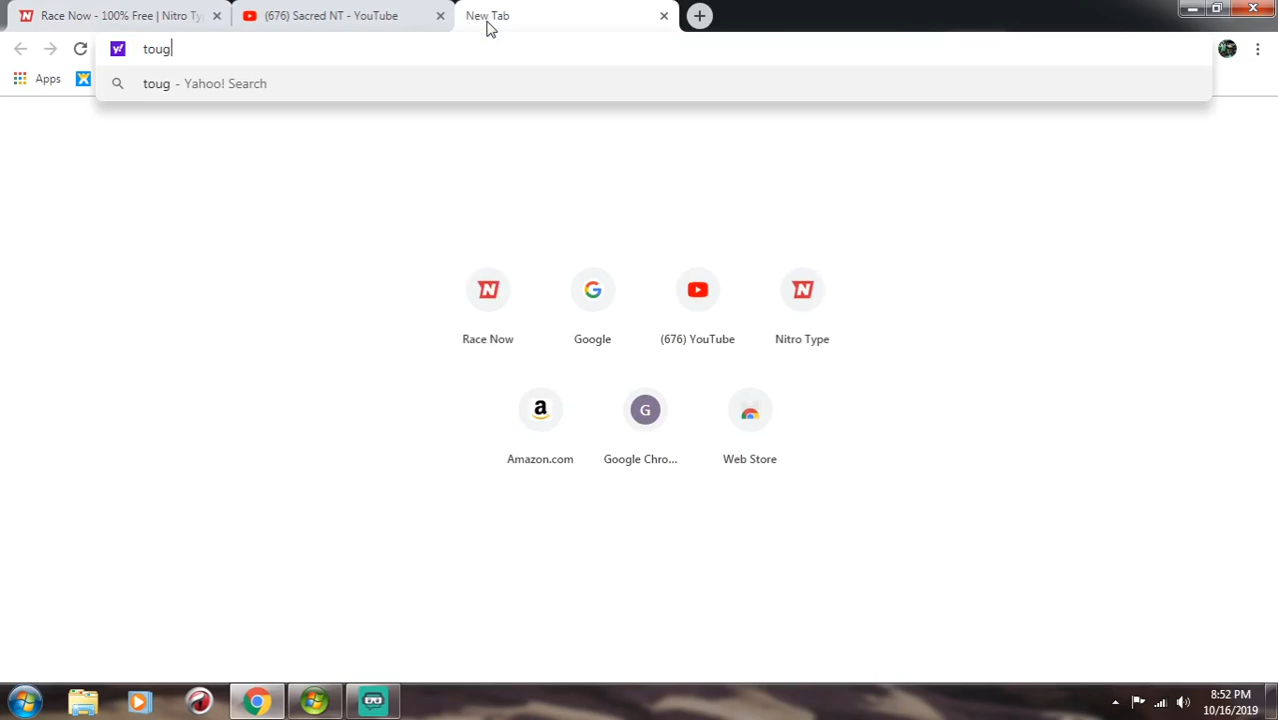 Race Now - 100% Free | Nitro Ty
(676) Sacred NT - YouTube
New Tab
y! toug
Apps
toug - Yahoo! Search
Race Now
Google
(676) YouTube
Nitro Type
a
G
Amazon.com
Google Chro...
Web Store
8:52 PM
10/16/2019